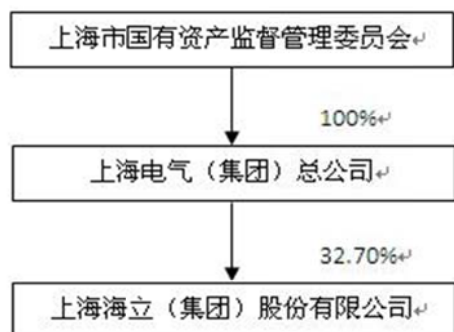 上海市国有资产监督管理委员会
100%
上海电气（集团）总公司
32.70%
上海海立（集团）股份有限公司